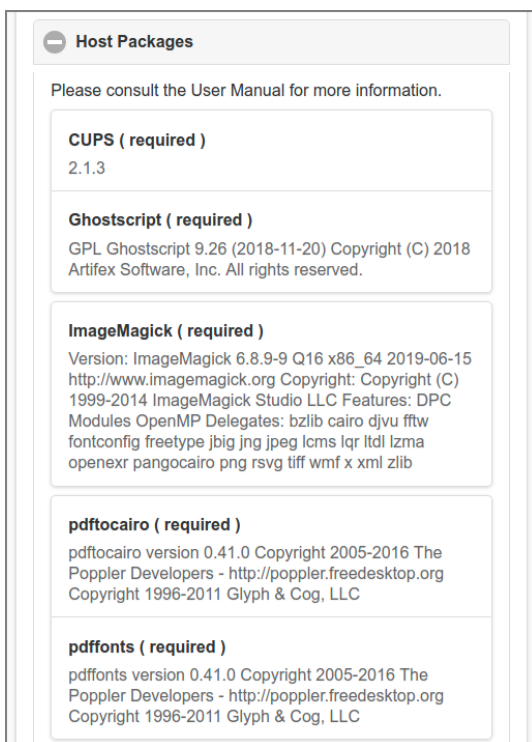 Host Packages
Please consult the User Manual for more information.
CUPS ( required )
2.1.3
Ghostscript ( required )
GPL Ghostscript 9.26 (2018-11-20) Copyright (C) 2018
Artifex Software, Inc. All rights reserved.
ImageMagick ( required )
Version: ImageMagick 6.8.9-9 Q16 x86_64 2019-06-15
http://www.imagemagick.org Copyright: Copyright (C)
1999-2014 ImageMagick Studio LLC Features: DPC
Modules OpenMP Delegates: bzlib cairo djvu fftw
fontconfig freetype jbig jng jpeg lcms lqr ltdl lzma
openexr pangocairo png rsvg tiff wmf x xml zlib
pdftocairo ( required )
pdftocairo version 0.41.0 Copyright 2005-2016 The
Poppler Developers - http://poppler.freedesktop.org
Copyright 1996-2011 Glyph & Cog, LLC
pdffonts ( required )
pdffonts version 0.41.0 Copyright 2005-2016 The
Poppler Developers - http://poppler.freedesktop.org
Copyright 1996-2011 Glyph & Cog, LLC